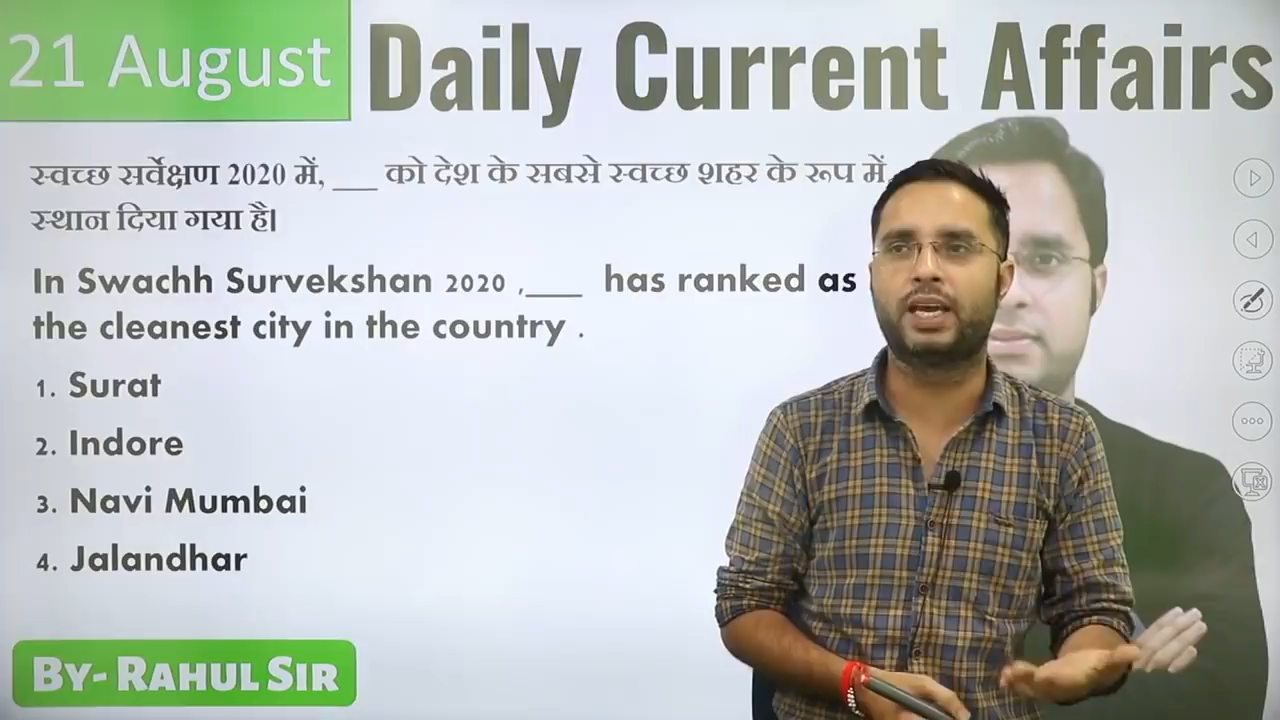 21 August
Daily Current Affairs
स्वच्छ सर्वेक्षण 2020 में, ___ को देश के सबसे स्वच्छ शहर के रूप में
स्थान दिया गया है।
In Swachh Survekshan 2020 ,___ has ranked as
the cleanest city in the country .
1. Surat
2. Indore
3. Navi Mumbai
4. Jalandhar
BY- RAHUL SIR